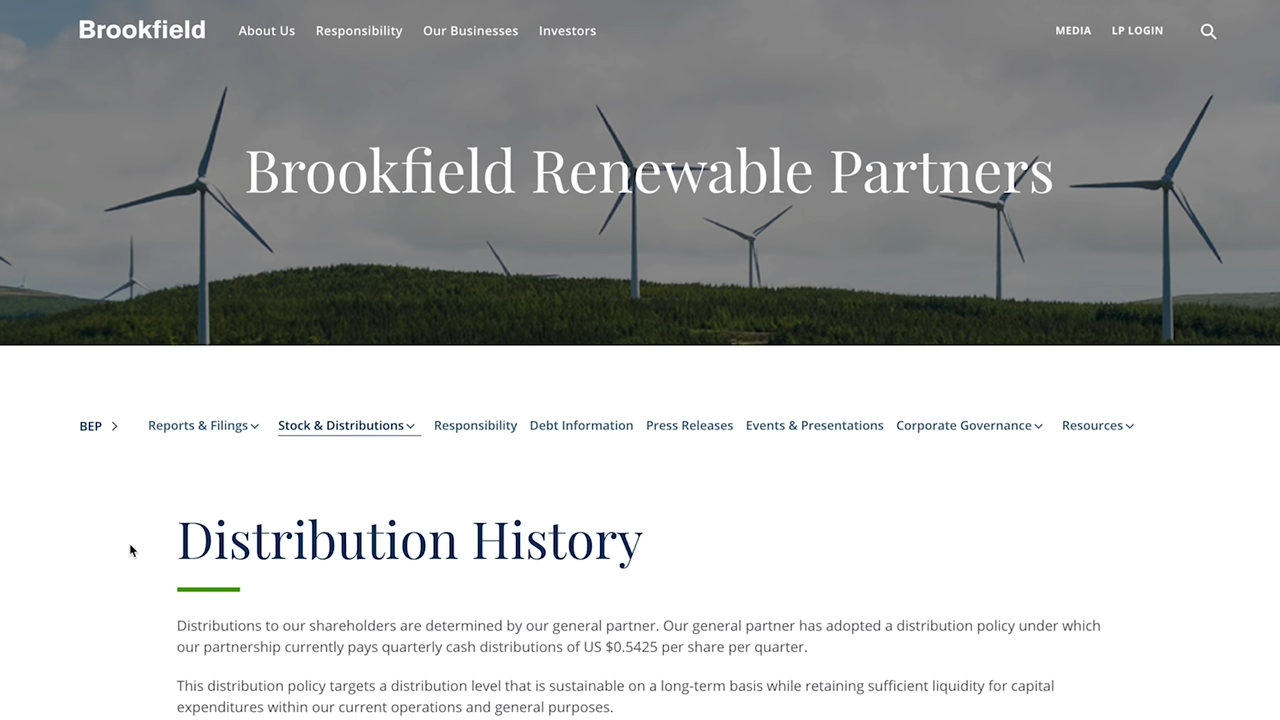 Brookfield
About Us Responsibility Our Businesses Investors
MEDIA LP LOGIN
Brookfield Renewable Partners
BEP Reports & Filings Stock & Distributions Responsibility Debt Information Press Releases Events & Presentations Corporate Governance Resources
Distribution History
Distributions to our shareholders are determined by our general partner. Our general partner has adopted a distribution policy under which
our partnership currently pays quarterly cash distributions of US $0.5425 per share per quarter.
This distribution policy targets a distribution level that is sustainable on a long-term basis while retaining sufficient liquidity for capital
expenditures within our current operations and general purposes.